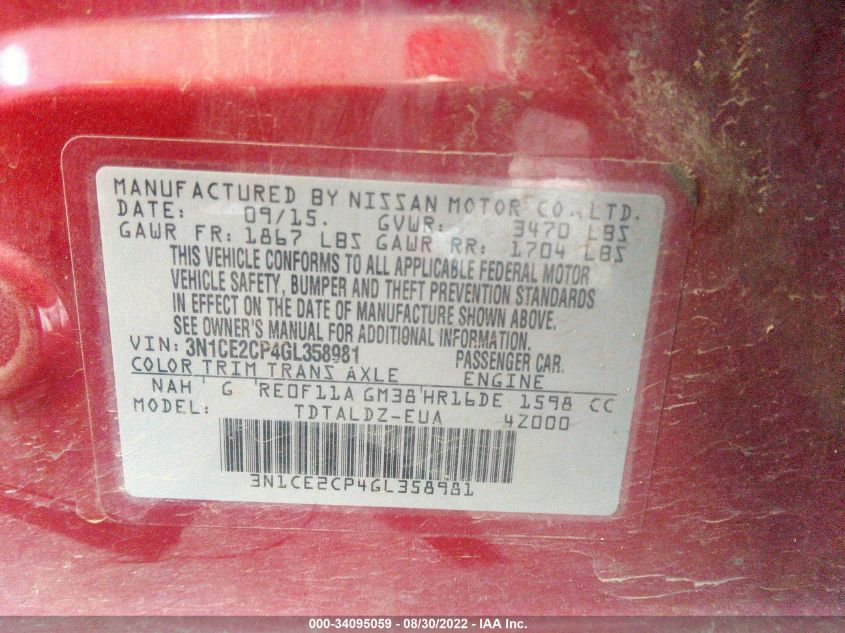 MANUFACTURED BY NISSAN MOTOR CO., LTD.
DATE: 09/15. GVWR: 3470 LBS
GAWR FR: 1867 LBS GAWR RR: 1704 LBS
THIS VEHICLE CONFORMS TO ALL APPLICABLE FEDERAL MOTOR
VEHICLE SAFETY, BUMPER AND THEFT PREVENTION STANDARDS
IN EFFECT ON THE DATE OF MANUFACTURE SHOWN ABOVE.
SEE OWNER'S MANUAL FOR ADDITIONAL INFORMATION.
VIN: 3N1CE2CP4GL358981 PASSENGER CAR.
COLOR TRIM TRANS AXLE ENGINE
NAH G RE0F11A GM38 HR16DE 1598 CC
MODEL: TDTALDZ-EUA 42000
3N1CE2CP4GL358981
000-34095059 - 08/30/2022 - IAA Inc.